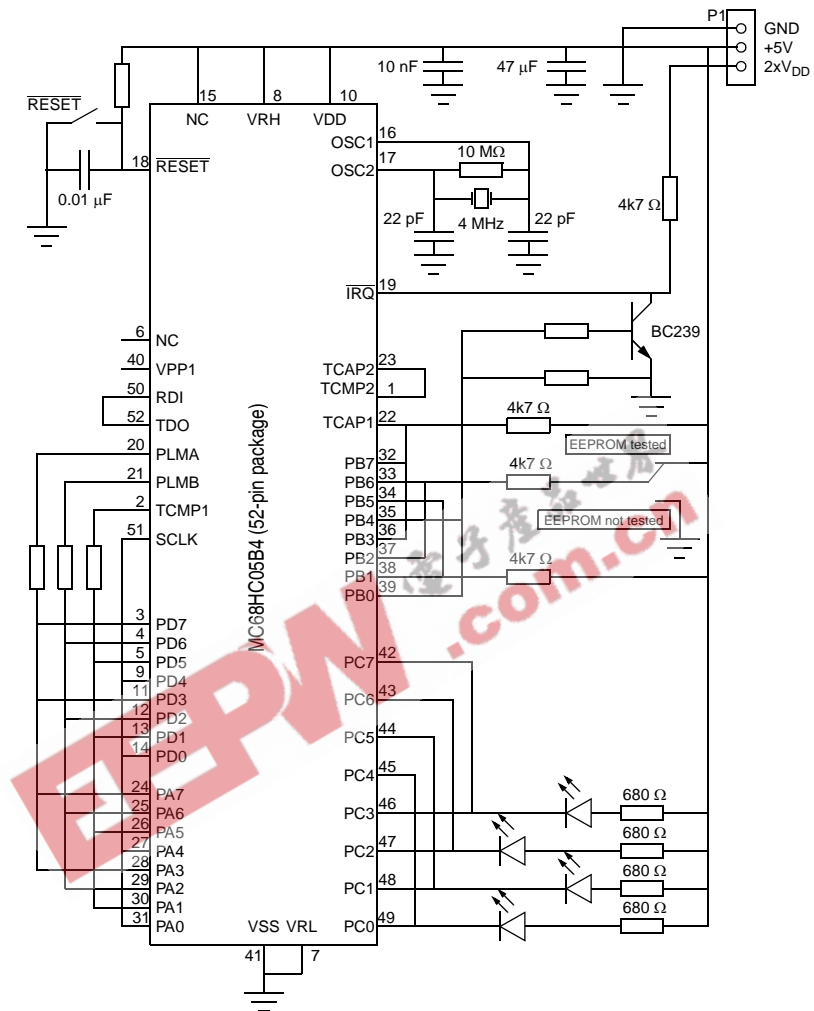 P1
GND
+5V
2xVDD
10 nF
47 μF
RESET
15
8
10
NC
VRH
VDD
16
OSC1
17
OSC2
10 MΩ
18
RESET
0.01 μF
22 pF
4 MHz
22 pF
4k7 Ω
19
IRQ
BC239
6
NC
40
VPP1
50
RDI
52
TDO
20
PLMA
21
PLMB
2
TCMP1
51
SCLK
23
TCAP2
TCMP2
1
22
TCAP1
4k7 Ω
EEPROM tested
32
PB7
33
PB6
4k7 Ω
34
PB5
35
PB4
EEPROM not tested
36
PB3
37
PB2
38
PB1
4k7 Ω
39
PB0
MC68HC05B4 (52-pin package)
電子產品世界
.com.cn
EEPW
3
PD7
4
PD6
5
PD5
9
PD4
11
PD3
12
PD2
13
PD1
14
PD0
24
PA7
25
PA6
26
PA5
27
PA4
28
PA3
29
PA2
30
PA1
31
PA0
42
PC7
43
PC6
44
PC5
45
PC4
46
PC3
680 Ω
47
PC2
680 Ω
48
PC1
680 Ω
49
PC0
680 Ω
VSS VRL
41
7